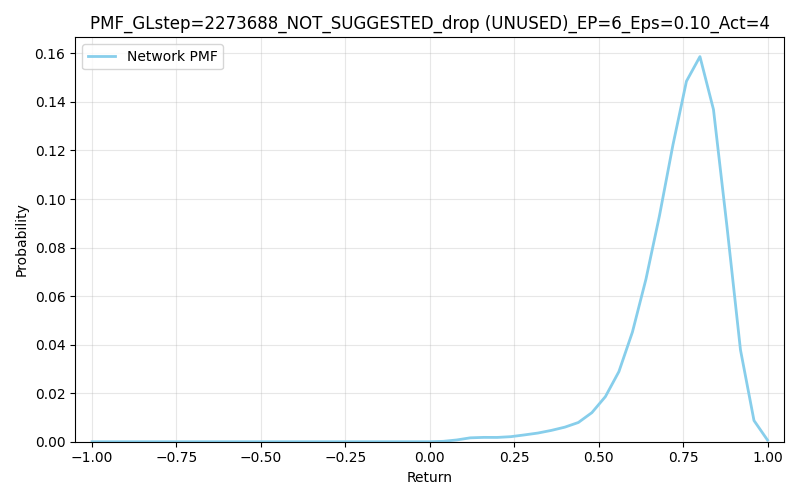 PMF_GLstep=2273688_NOT_SUGGESTED_drop (UNUSED)_EP=6_Eps=0.10_Act=4
Network PMF
0.16
0.14
0.12
0.10
0.08
0.06
0.04
0.02
0.00
Probability
−1.00 −0.75 −0.50 −0.25 0.00 0.25 0.50 0.75 1.00
Return